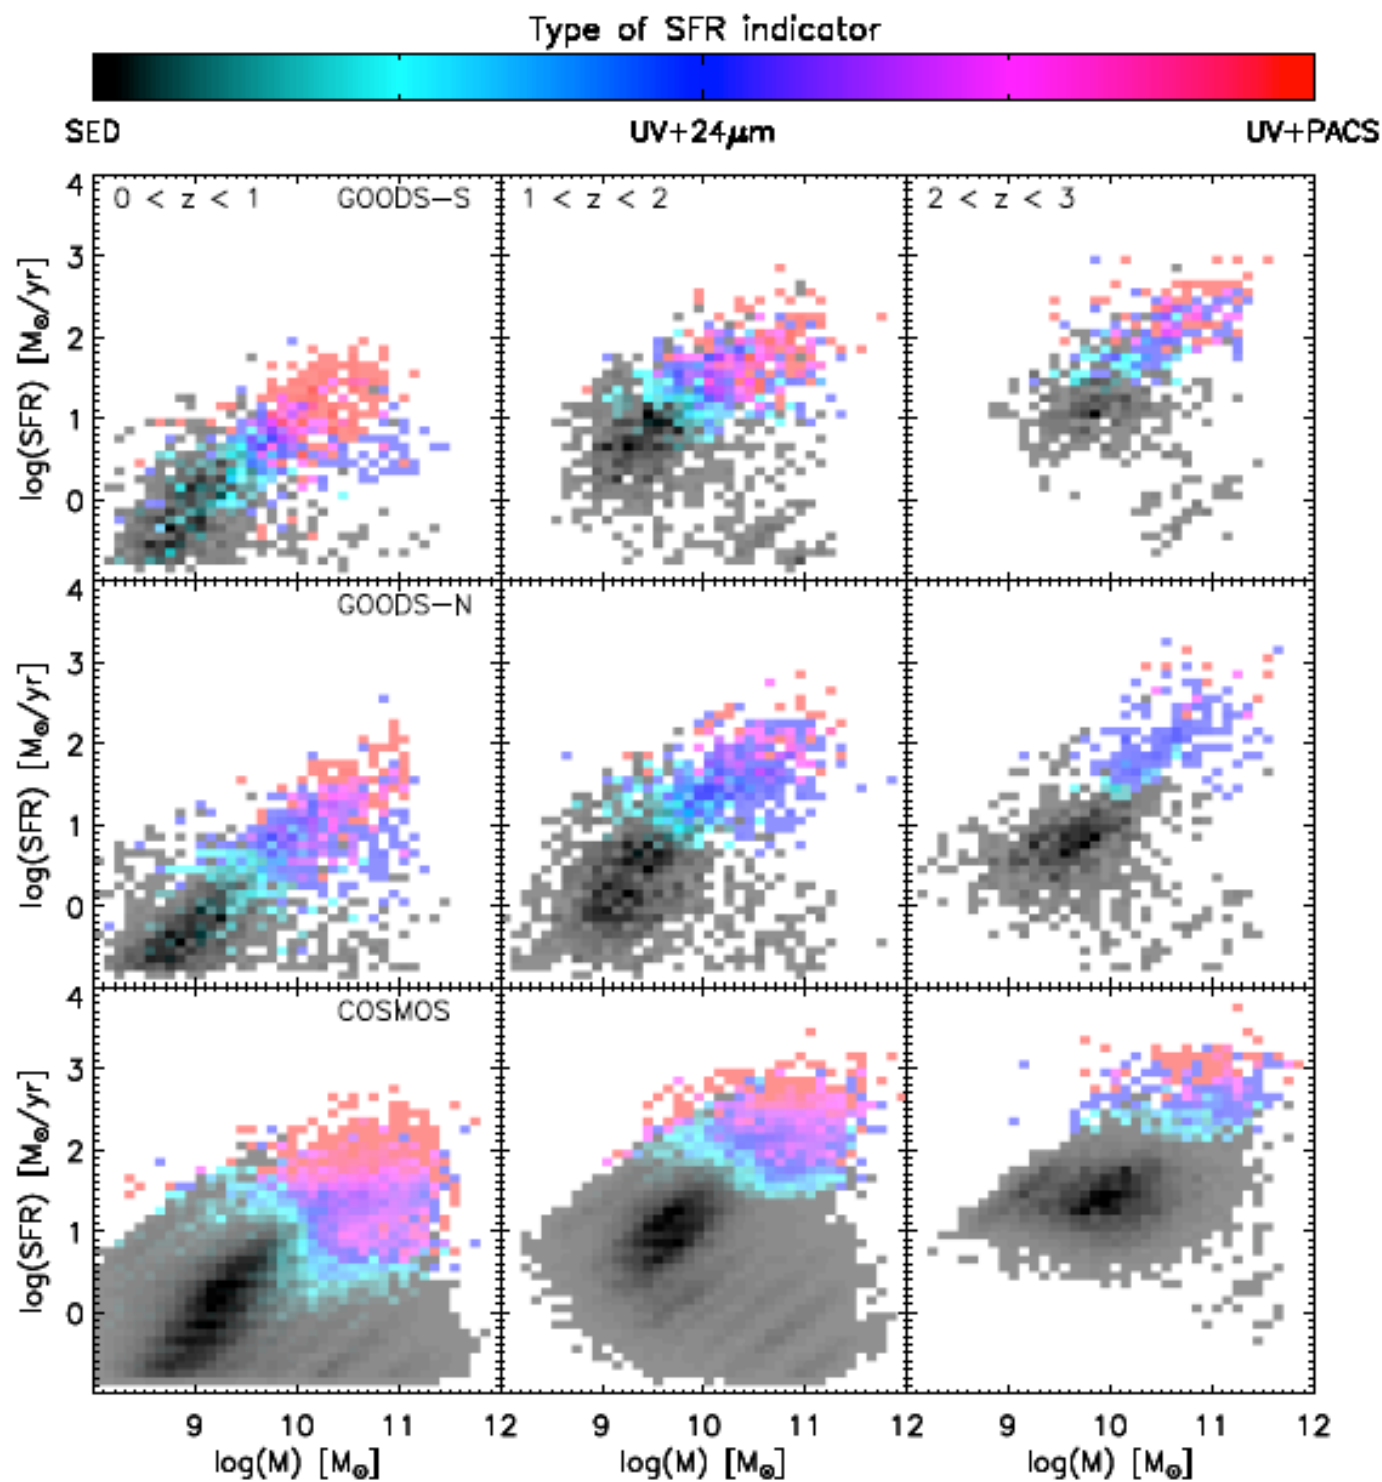 Type of SFR indicator
SED UV+24μm UV+PACS
4 0 < z < 1 GOODS-S 1 < z < 2 2 < z < 3
3
2
1
0
log(SFR) [M⊙/yr]
4 GOODS-N
3
2
1
0
log(SFR) [M⊙/yr]
4 COSMOS
3
2
1
0
log(SFR) [M⊙/yr]
9 10 11 12 9 10 11 12 9 10 11 12
log(M) [M⊙] log(M) [M⊙] log(M) [M⊙]